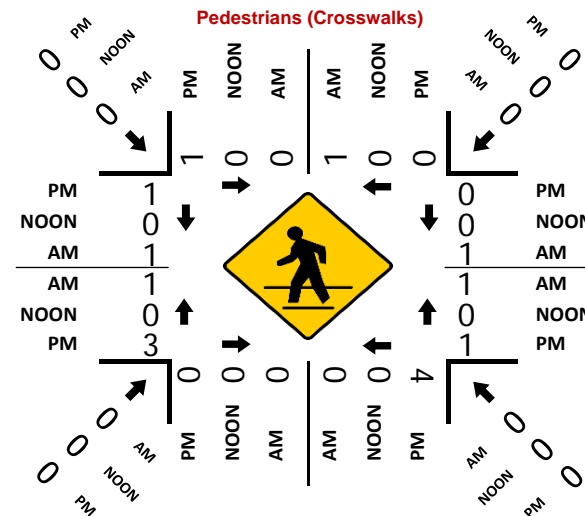 Pedestrians (Crosswalks)
0 PM
0 NOON
0 AM
PM NOON AM AM NOON PM
PM 0
NOON 0
AM 0
1 0 0 1 0 0
PM 1 0 PM
NOON 0 0 NOON
AM 1 1 AM
AM 1 1 AM
NOON 0 0 NOON
PM 3 1 PM
0 0 0 0 0 4
0 AM
0 NOON
0 PM
PM NOON AM AM NOON PM
AM 0
NOON 0
PM 0